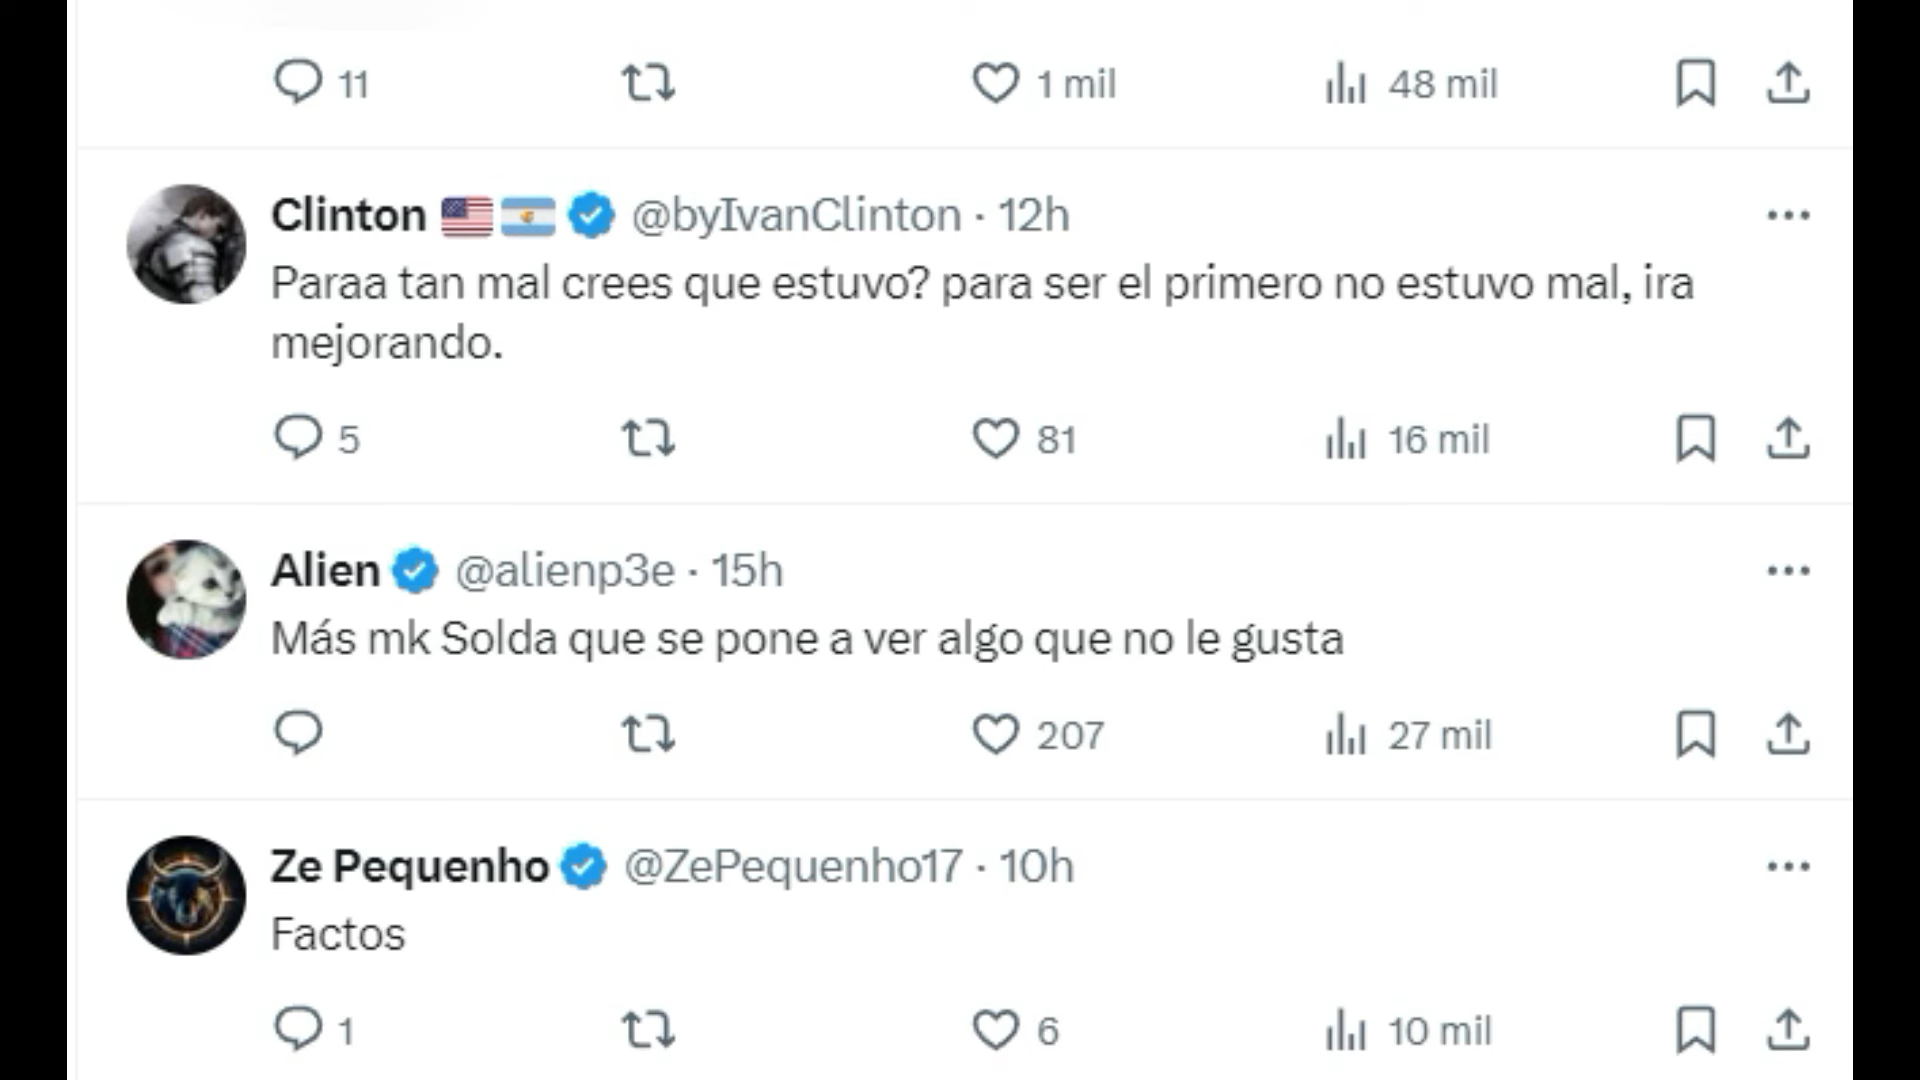 11 1 mil 48 mil
Clinton @byIvanClinton · 12h
Paraa tan mal crees que estuvo? para ser el primero no estuvo mal, ira
mejorando.
5 81 16 mil
Alien @alienp3e · 15h
Más mk Solda que se pone a ver algo que no le gusta
207 27 mil
Ze Pequenho @ZePequenho17 · 10h
Factos
1 6 10 mil